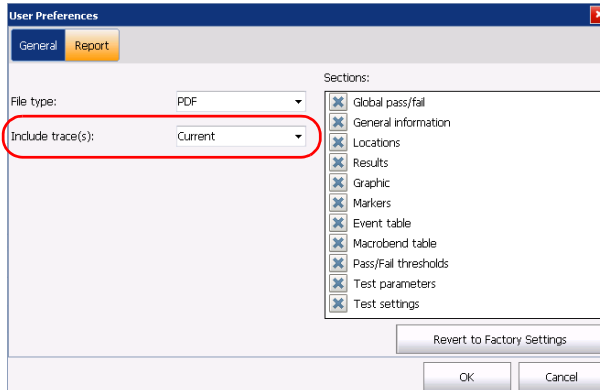 User Preferences
General Report
Sections:
File type: PDF
Include trace(s): Current
Global pass/fail
General information
Locations
Results
Graphic
Markers
Event table
Macrobend table
Pass/Fail thresholds
Test parameters
Test settings
Revert to Factory Settings
OK Cancel